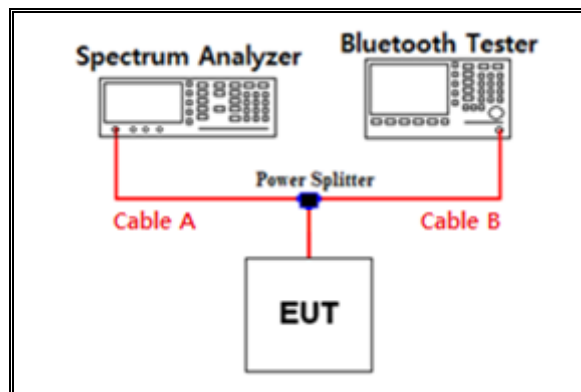 Spectrum Analyzer
Bluetooth Tester
Power Splitter
Cable A
Cable B
EUT